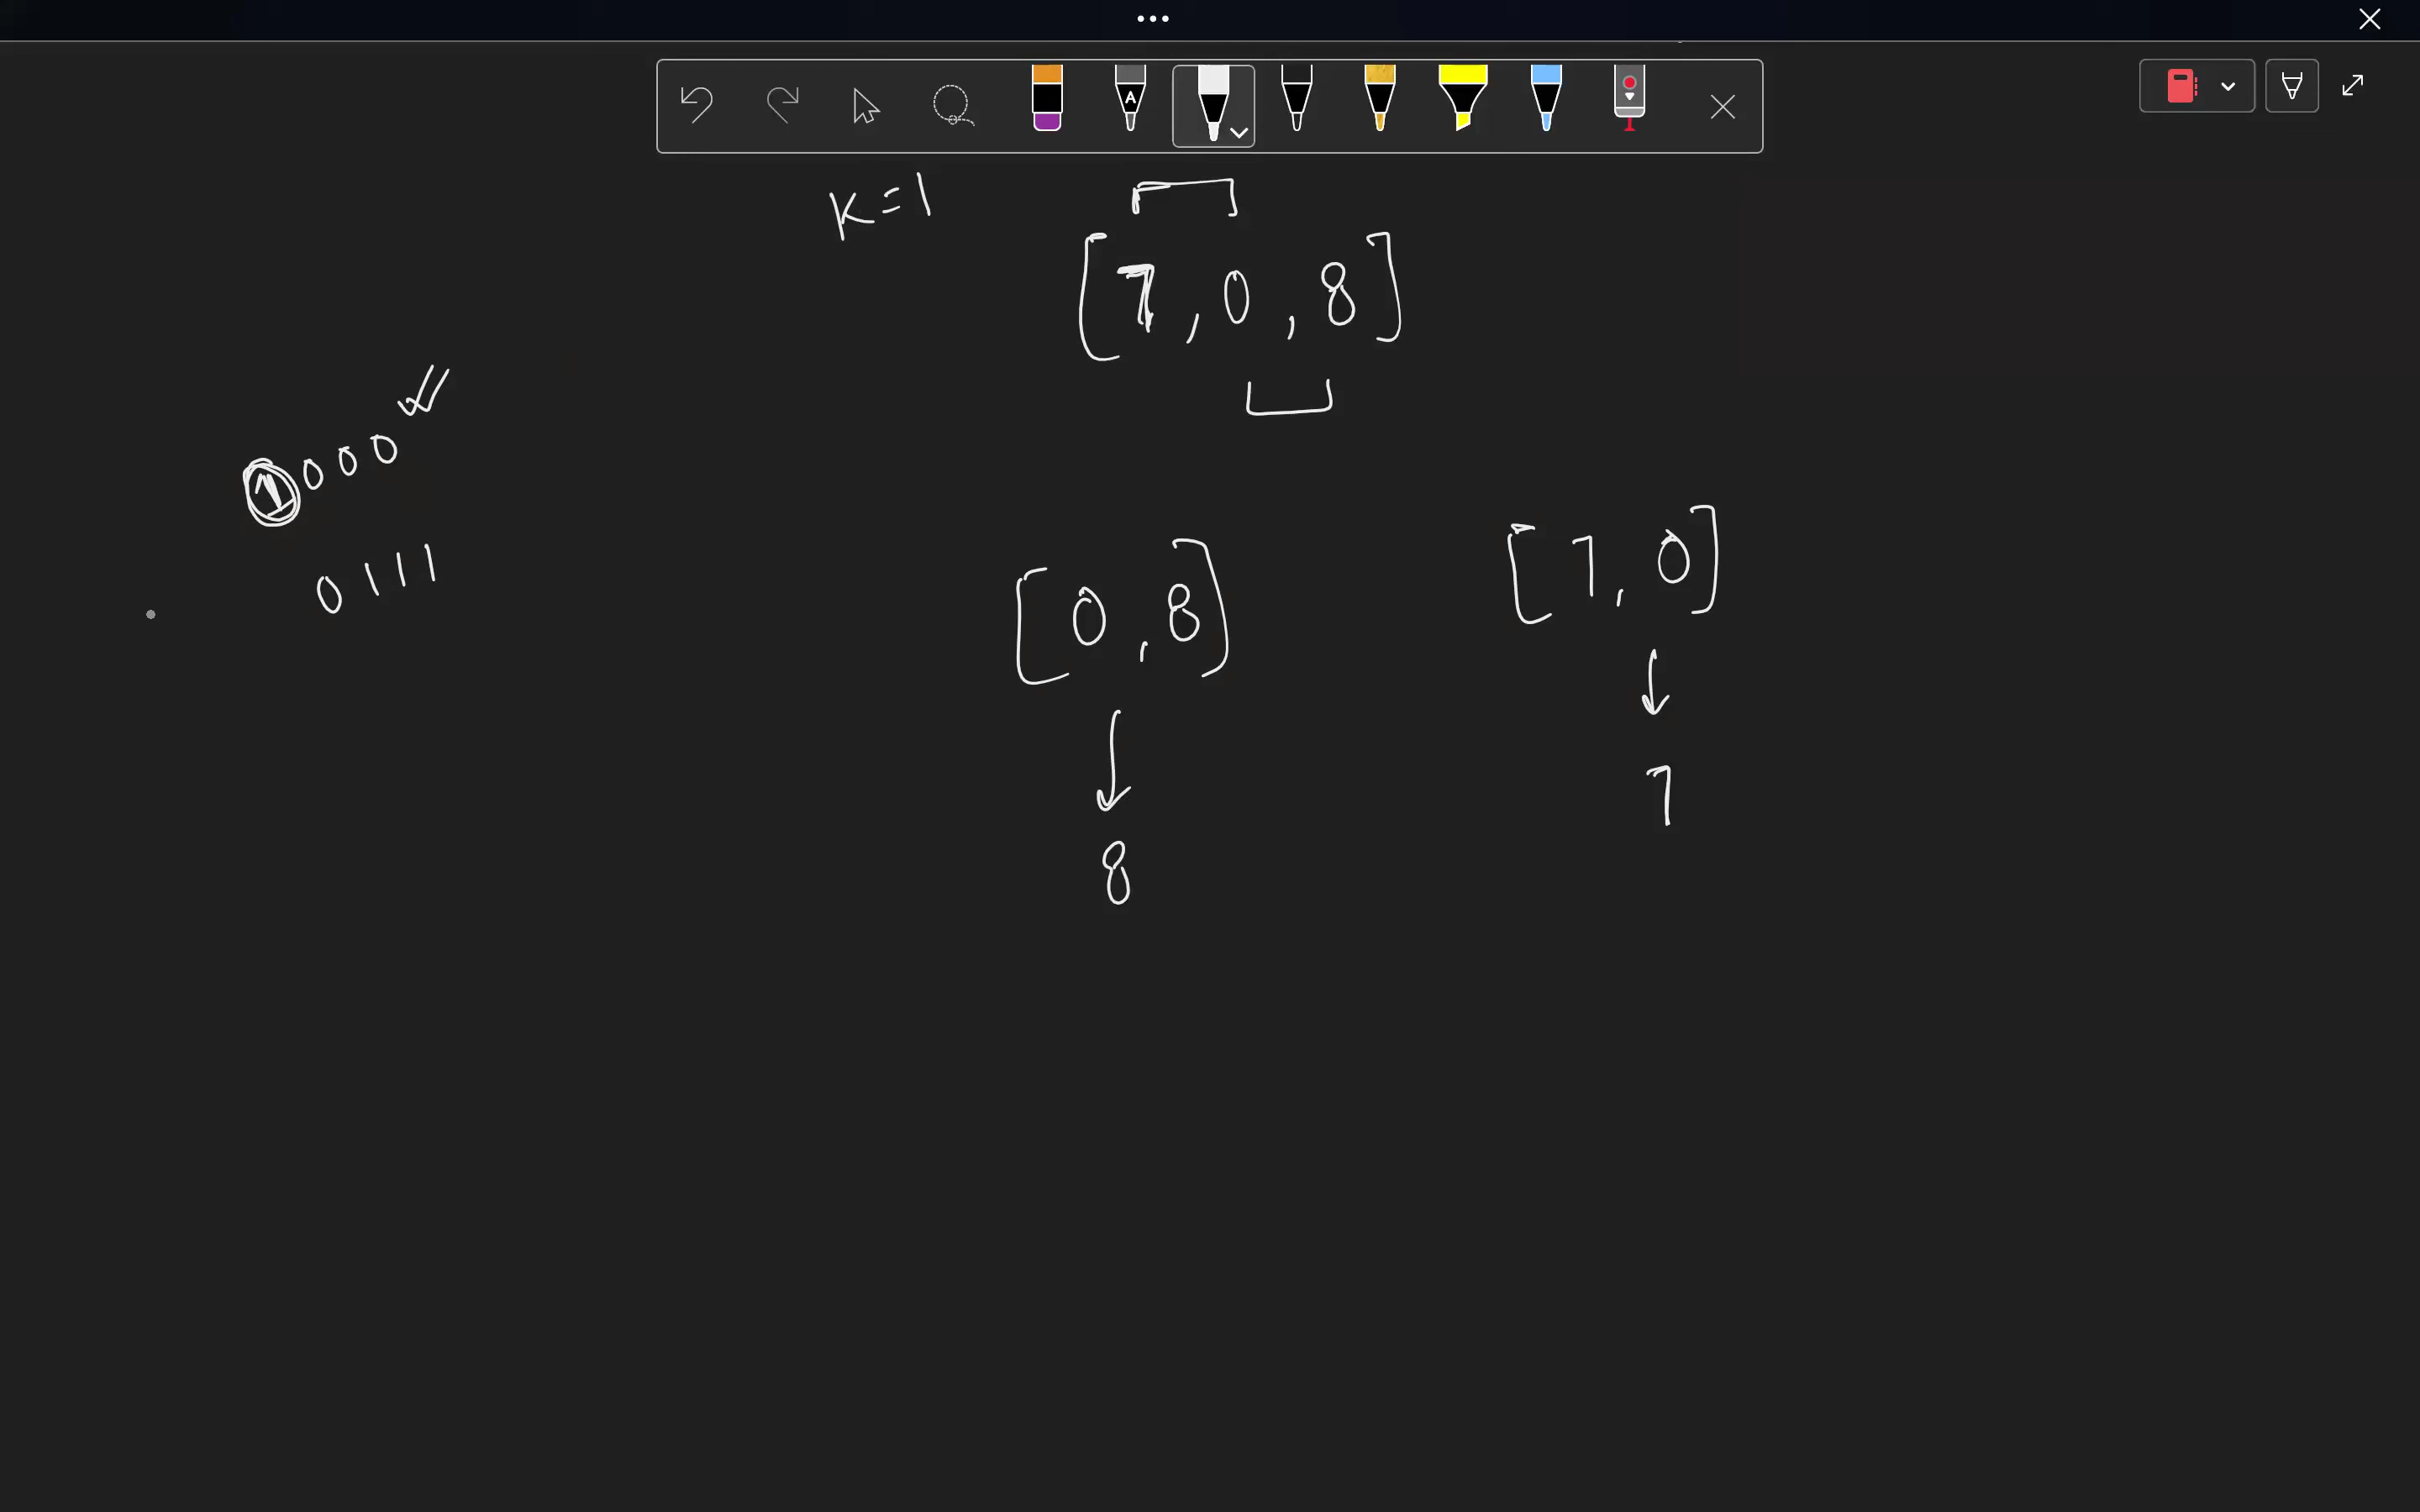 A
K=1
[7, 0, 8]
1000
0111
[0, 8]
[7, 0]
8
7